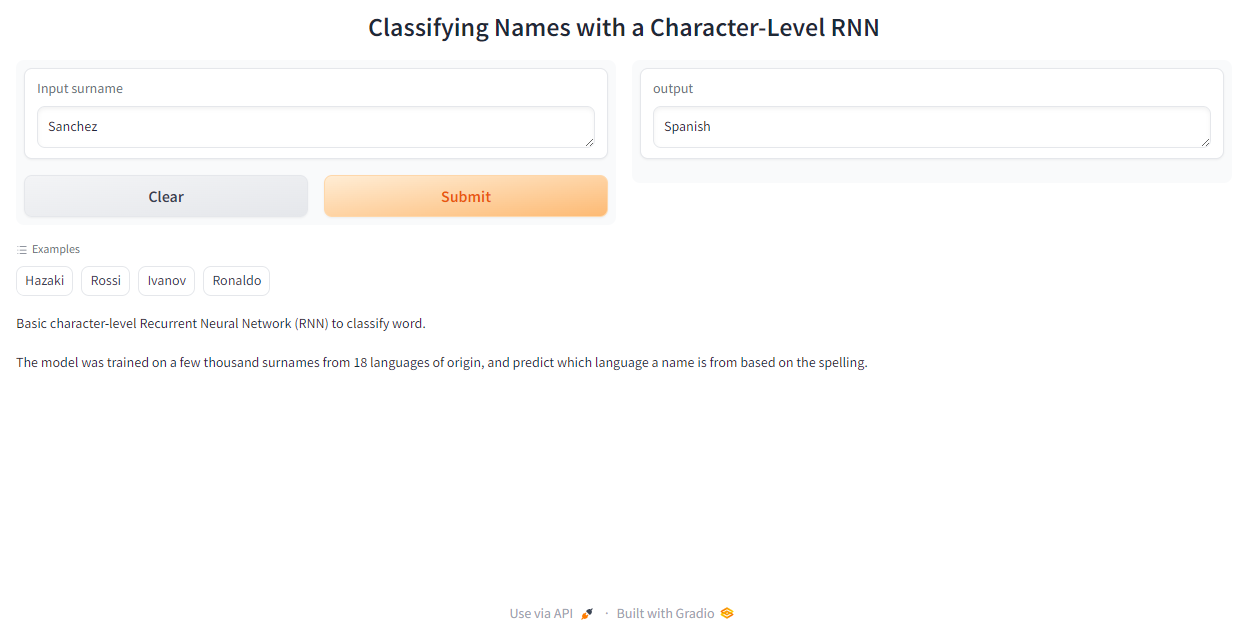 Classifying Names with a Character-Level RNN
Input surname
Sanchez
output
Spanish
Clear
Submit
Examples
Hazaki
Rossi
Ivanov
Ronaldo
Basic character-level Recurrent Neural Network (RNN) to classify word.
The model was trained on a few thousand surnames from 18 languages of origin, and predict which language a name is from based on the spelling.
Use via API · Built with Gradio